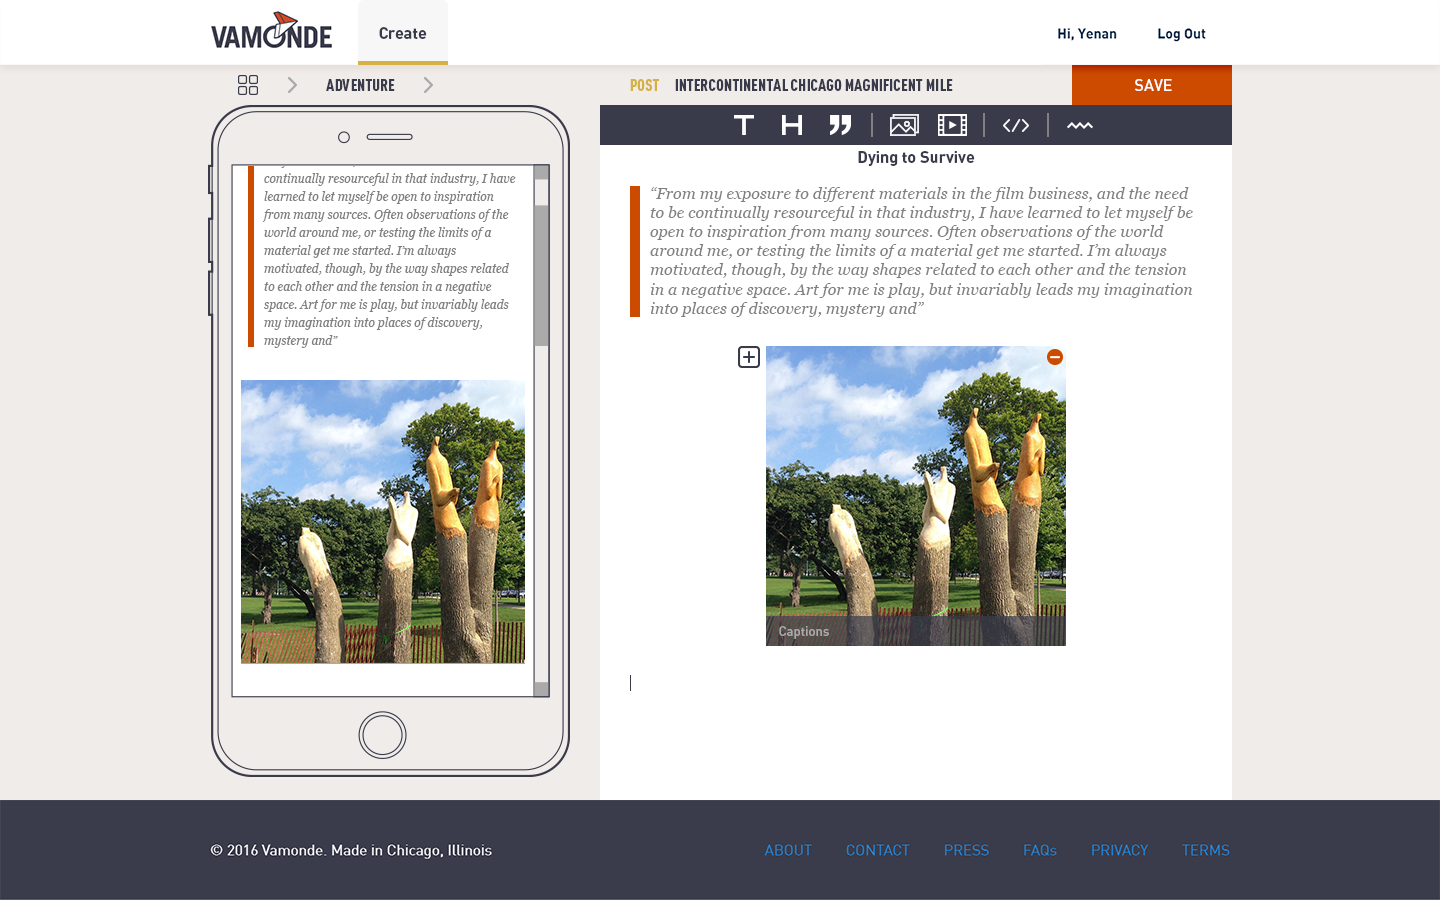 VAMONDE
Create
Hi, Yenan
Log Out
ADVENTURE
POST INTERCONTINENTAL CHICAGO MAGNIFICENT MILE
SAVE
continually resourceful in that industry, I have
learned to let myself be open to inspiration
from many sources. Often observations of the
world around me, or testing the limits of a
material get me started. I'm always
motivated, though, by the way shapes related
to each other and the tension in a negative
space. Art for me is play, but invariably leads
my imagination into places of discovery,
mystery and”
T H ”
Dying to Survive
“From my exposure to different materials in the film business, and the need
to be continually resourceful in that industry, I have learned to let myself be
open to inspiration from many sources. Often observations of the world
around me, or testing the limits of a material get me started. I'm always
motivated, though, by the way shapes related to each other and the tension
in a negative space. Art for me is play, but invariably leads my imagination
into places of discovery, mystery and”
Captions
© 2016 Vamonde. Made in Chicago, Illinois
ABOUT CONTACT PRESS FAQs PRIVACY TERMS